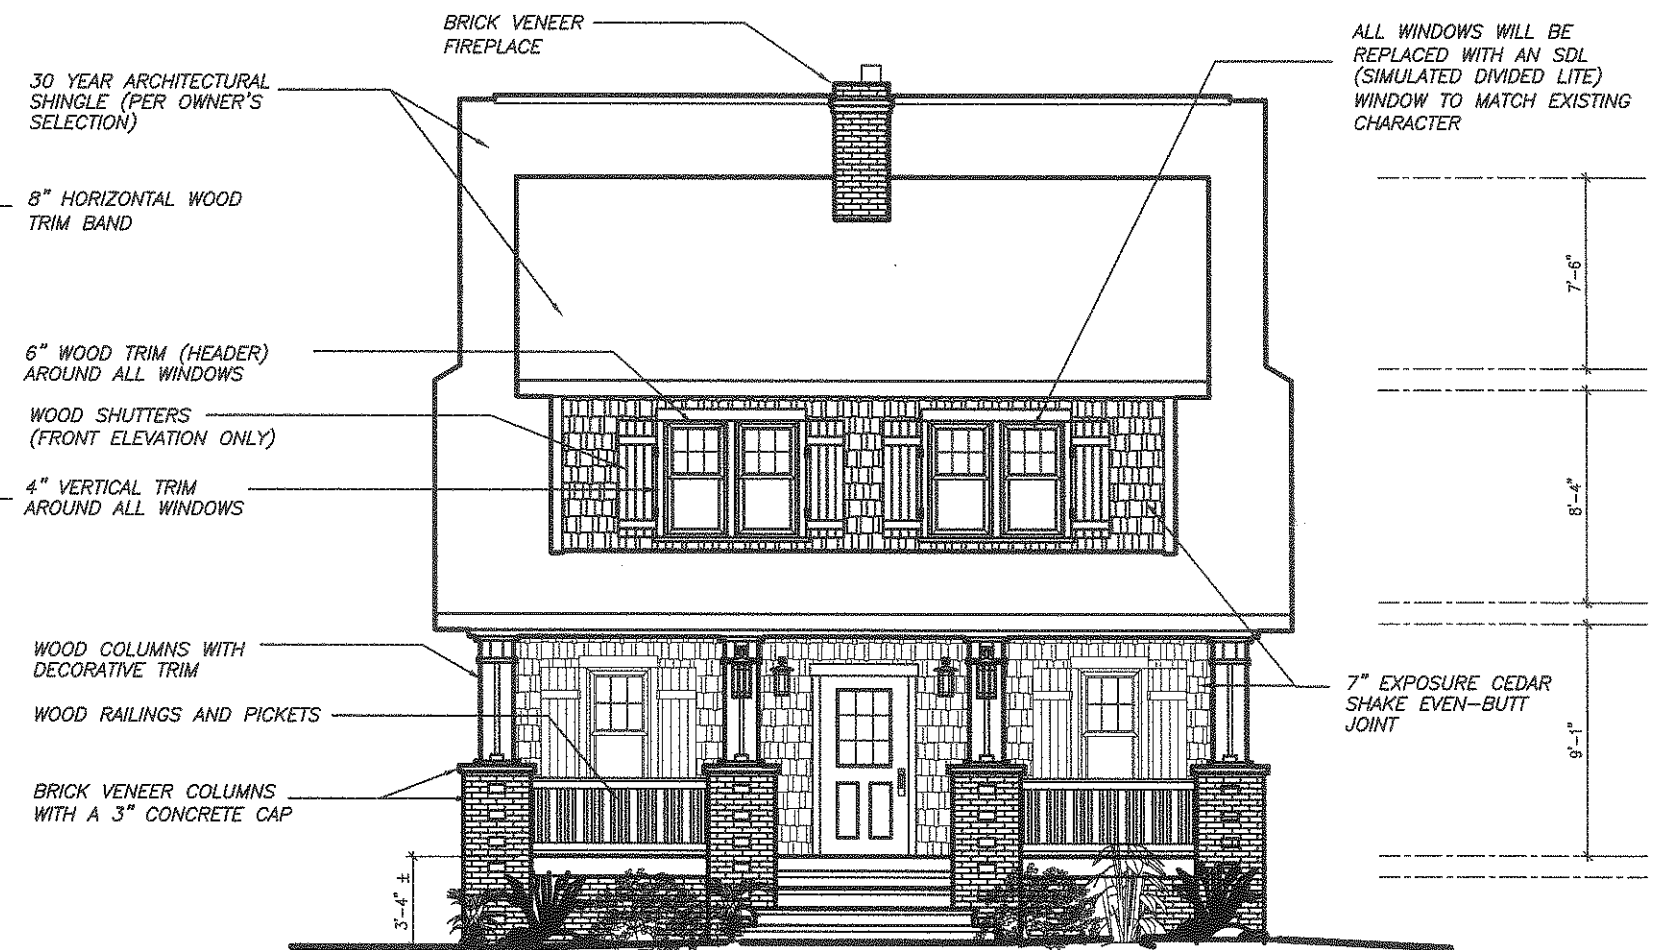 BRICK VENEER
FIREPLACE
ALL WINDOWS WILL BE
REPLACED WITH AN SDL
(SIMULATED DIVIDED LITE)
WINDOW TO MATCH EXISTING
CHARACTER
30 YEAR ARCHITECTURAL
SHINGLE (PER OWNER'S
SELECTION)
8" HORIZONTAL WOOD
TRIM BAND
7'-6"
6" WOOD TRIM (HEADER)
AROUND ALL WINDOWS
WOOD SHUTTERS
(FRONT ELEVATION ONLY)
4" VERTICAL TRIM
AROUND ALL WINDOWS
8'-4"
WOOD COLUMNS WITH
DECORATIVE TRIM
WOOD RAILINGS AND PICKETS
7" EXPOSURE CEDAR
SHAKE EVEN-BUTT
JOINT
9'-1"
BRICK VENEER COLUMNS
WITH A 3" CONCRETE CAP
3'-4" ±